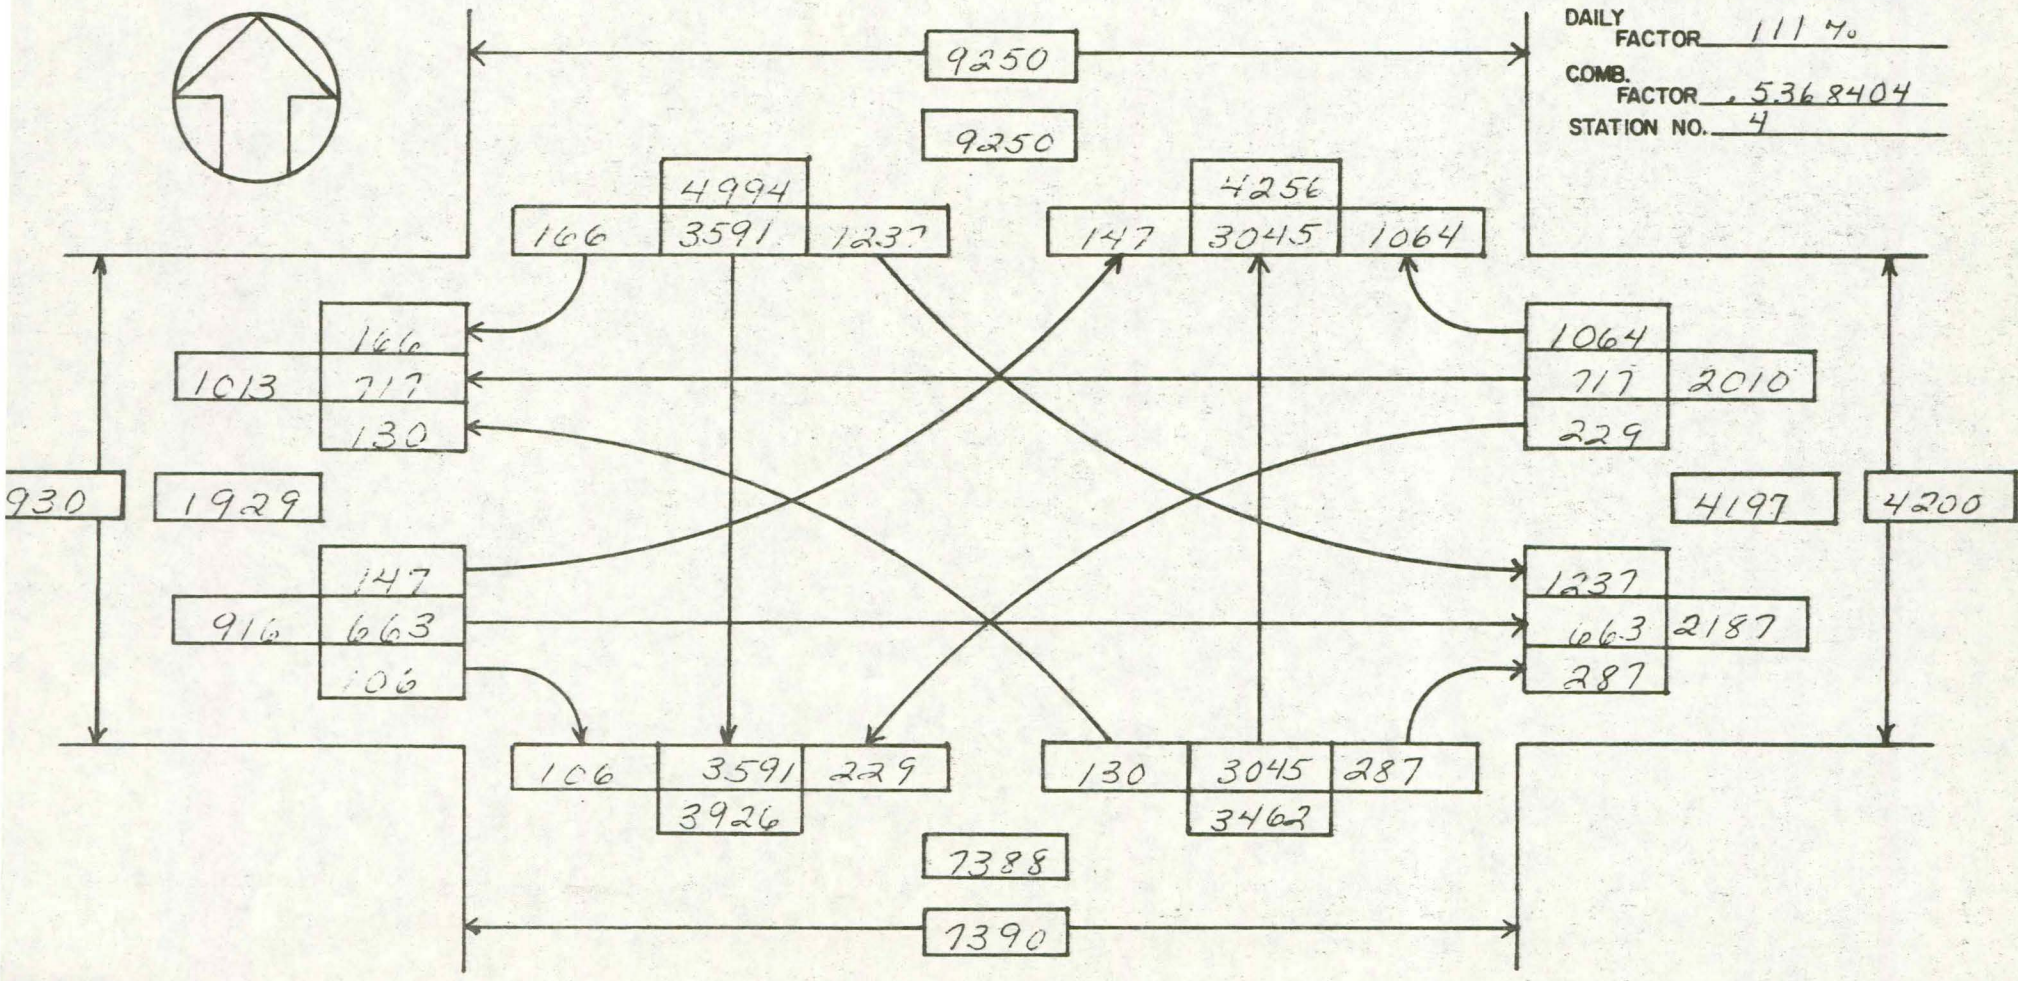 DAILY
FACTOR 111 %
COMB.
FACTOR .5368404
STATION NO. 4
9250
9250
4994
166 3591 1237
4256
147 3045 1064
166
1013 717
130
1064
717 2010
229
930 1929
4197 4200
147
916 663
106
1237
663 2187
287
106 3591 229
3926
130 3045 287
3462
7388
7390